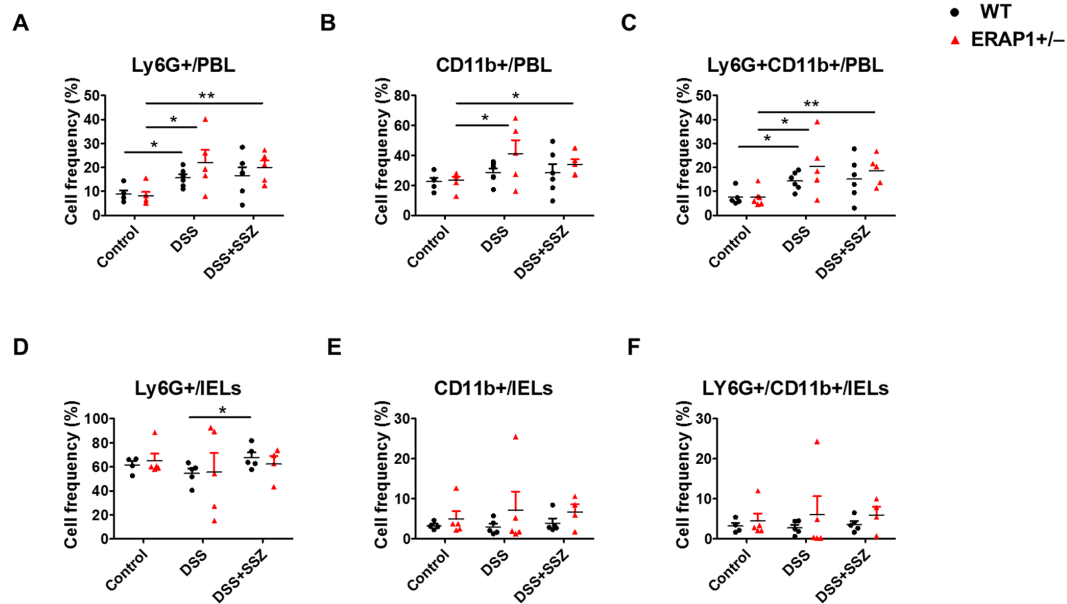 A
B
C
WT
ERAP1+/–
Ly6G+/PBL
CD11b+/PBL
Ly6G+CD11b+/PBL
Cell frequency (%)
50
40
30
20
10
0
*
*
**
Control
DSS
DSS+SSZ
Cell frequency (%)
80
60
40
20
0
*
*
Control
DSS
DSS+SSZ
Cell frequency (%)
50
40
30
20
10
0
*
*
**
Control
DSS
DSS+SSZ
D
E
F
Ly6G+/IELs
CD11b+/IELs
LY6G+/CD11b+/IELs
Cell frequency (%)
100
80
60
40
20
0
*
Control
DSS
DSS+SSZ
Cell frequency (%)
30
20
10
0
Control
DSS
DSS+SSZ
Cell frequency (%)
30
20
10
0
Control
DSS
DSS+SSZ